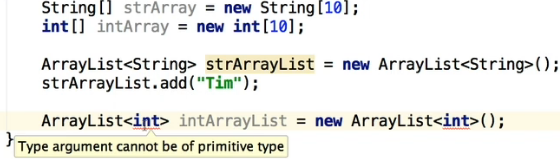 String[] strArray = new String[10];
int[] intArray = new int[10];
ArrayList<String> strArrayList = new ArrayList<String>();
strArrayList.add("Tim");
ArrayList<int> intArrayList = new ArrayList<int>();
}
Type argument cannot be of primitive type